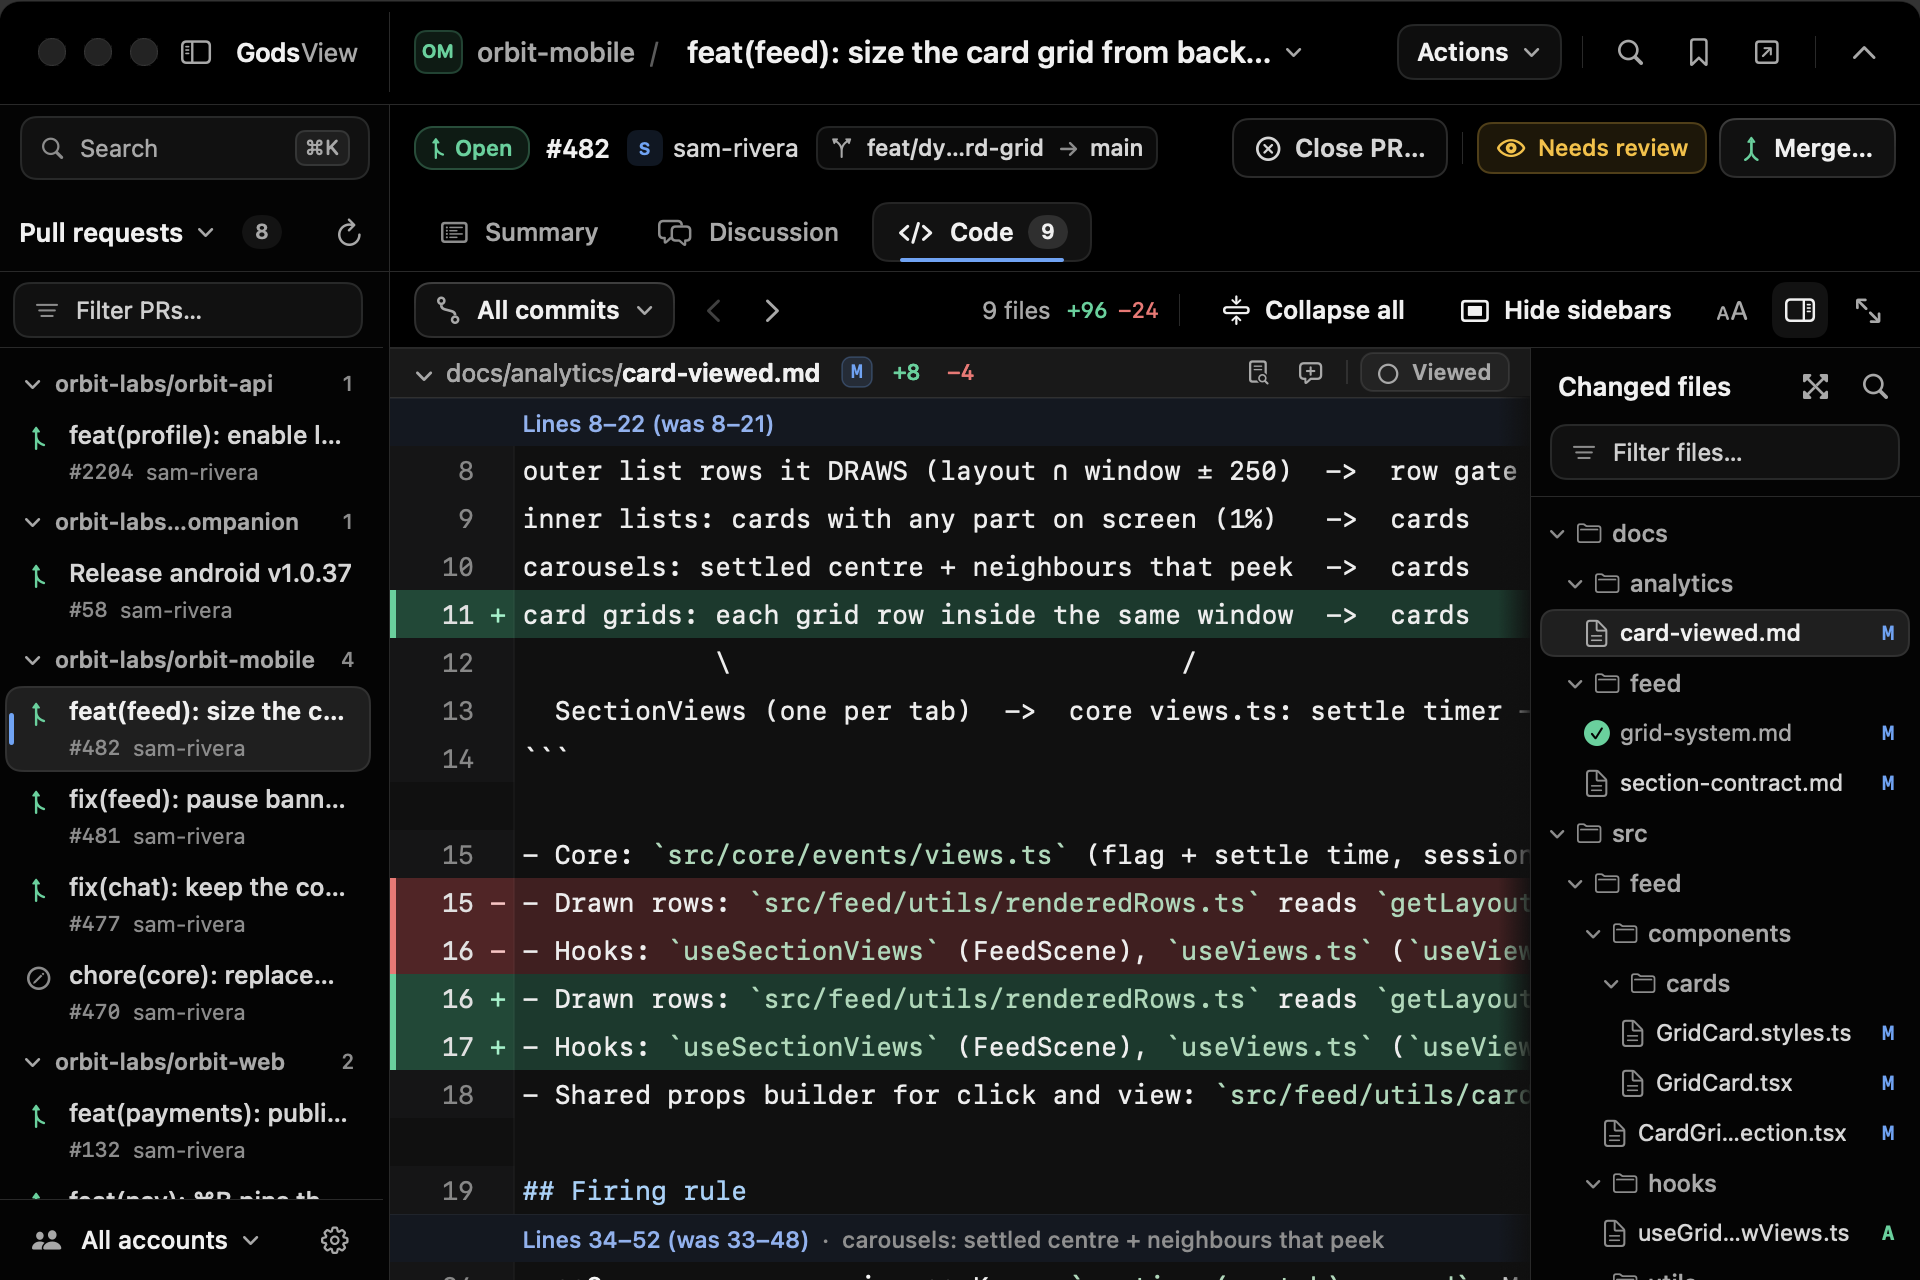 GodsView
OM orbit-mobile / feat(feed): size the card grid from back...
Actions
Search ⌘K
Open #482 S sam-rivera feat/dy...rd-grid → main
Close PR...
Needs review
Merge...
Pull requests 8
Summary
Discussion
Code 9
Filter PRs...
All commits
9 files +96 −24
Collapse all
Hide sidebars
AA
orbit-labs/orbit-api 1
feat(profile): enable l...
#2204 sam-rivera
orbit-labs...ompanion 1
Release android v1.0.37
#58 sam-rivera
orbit-labs/orbit-mobile 4
feat(feed): size the c...
#482 sam-rivera
fix(feed): pause bann...
#481 sam-rivera
fix(chat): keep the co...
#477 sam-rivera
chore(core): replace...
#470 sam-rivera
orbit-labs/orbit-web 2
feat(payments): publi...
#132 sam-rivera
feat(pay): ⌘B pins th
All accounts
docs/analytics/card-viewed.md M +8 −4
Viewed
Lines 8–22 (was 8–21)
8 outer list rows it DRAWS (layout ∩ window ± 250) −> row gate
9 inner lists: cards with any part on screen (1%) −> cards
10 carousels: settled centre + neighbours that peek −> cards
11 + card grids: each grid row inside the same window −> cards
12 \ /
13 SectionViews (one per tab) −> core views.ts: settle timer −
14 ```
15 − Core: `src/core/events/views.ts` (flag + settle time, session
15 − − Drawn rows: `src/feed/utils/renderedRows.ts` reads `getLayout
16 − − Hooks: `useSectionViews` (FeedScene), `useViews.ts` (`useView
16 + − Drawn rows: `src/feed/utils/renderedRows.ts` reads `getLayout
17 + − Hooks: `useSectionViews` (FeedScene), `useViews.ts` (`useView
18 − Shared props builder for click and view: `src/feed/utils/card
19 ## Firing rule
Lines 34–52 (was 33–48) · carousels: settled centre + neighbours that peek
Changed files
Filter files...
docs
analytics
card-viewed.md M
feed
grid-system.md M
section-contract.md M
src
feed
components
cards
GridCard.styles.ts M
GridCard.tsx M
CardGri...ection.tsx M
hooks
useGrid...wViews.ts A
utils